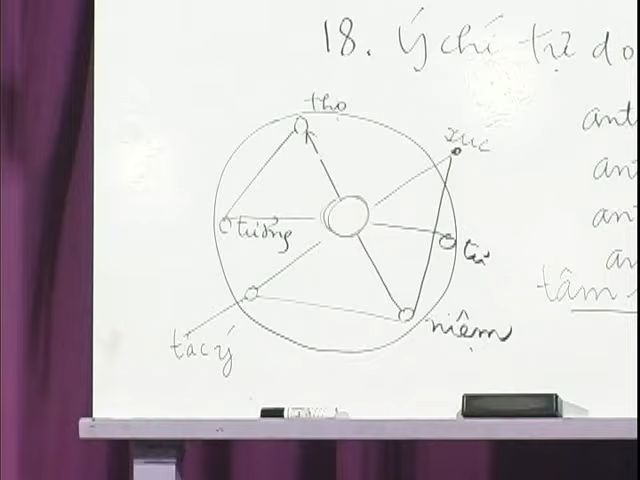 18. Ý chí tự do
thọ
xúc
tưởng
tư
niệm
tác ý
tâm